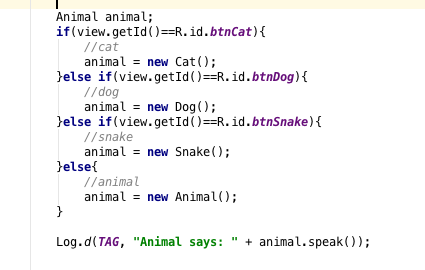 Animal animal;
if(view.getId()==R.id.btnCat){
//cat
animal = new Cat();
}else if(view.getId()==R.id.btnDog){
//dog
animal = new Dog();
}else if(view.getId()==R.id.btnSnake){
//snake
animal = new Snake();
}else{
//animal
animal = new Animal();
}
Log.d(TAG, "Animal says: " + animal.speak());